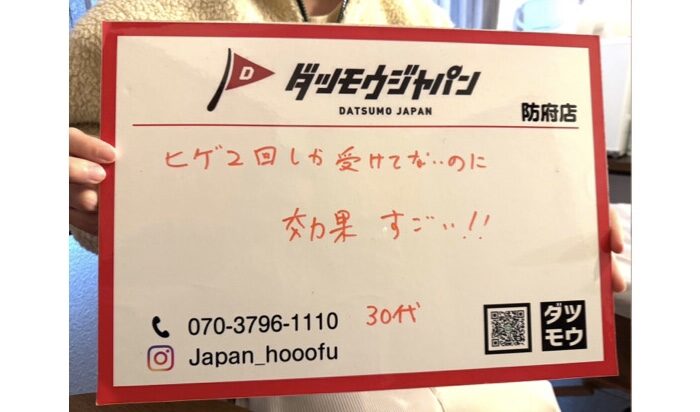 D
ダツモウジャパン
DATSUMO JAPAN
防府店
ヒゲ2回しか受けてないのに
効果 すごい!!
070-3796-1110
30代
Japan_hooofu
ダツ
モウ